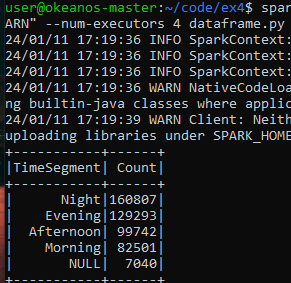 user@okeanos-master:~/code/ex4$ spar
ARN" --num-executors 4 dataframe.py
24/01/11 17:19:36 INFO SparkContext:
24/01/11 17:19:36 INFO SparkContext:
24/01/11 17:19:36 INFO SparkContext:
24/01/11 17:19:36 WARN NativeCodeLoa
ng builtin-java classes where applic
24/01/11 17:19:39 WARN Client: Neith
uploading libraries under SPARK_HOME
+-----------+------+
|TimeSegment| Count|
+-----------+------+
|      Night|160807|
|    Evening|129293|
|  Afternoon| 99742|
|    Morning| 82501|
|       NULL|  7040|
+-----------+------+